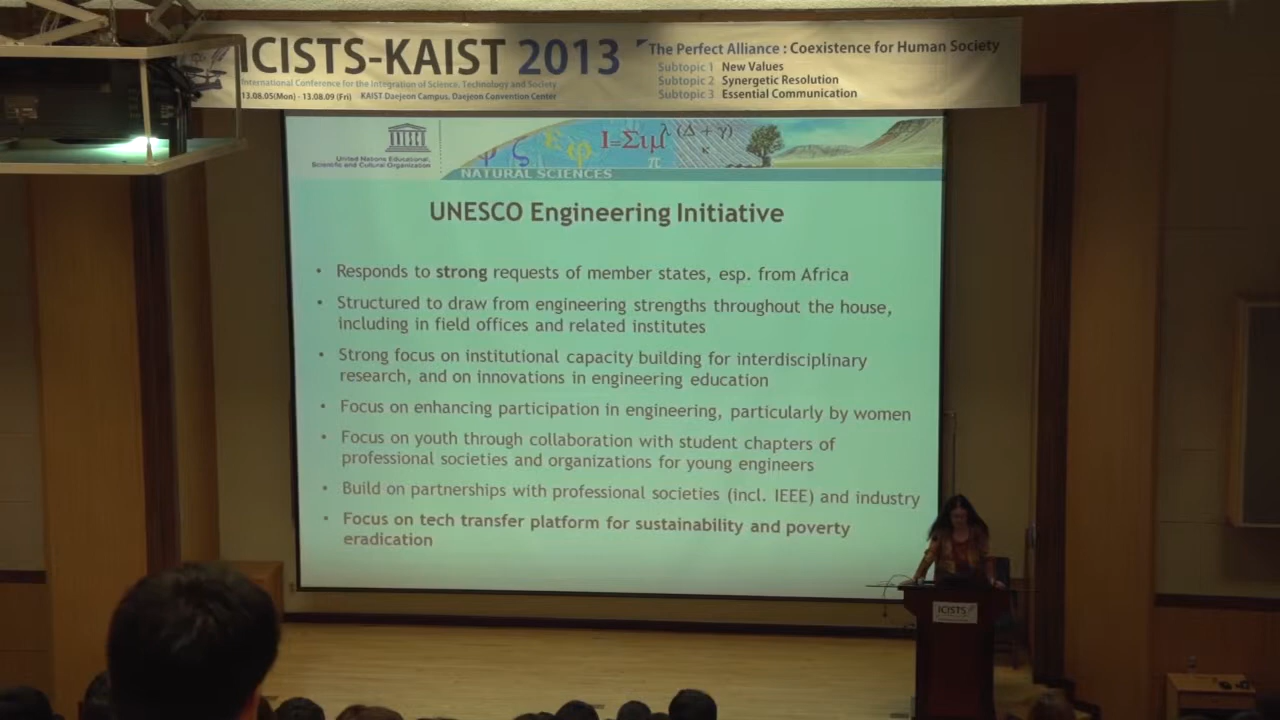 ICISTS-KAIST 2013
International Conference for the Integration of Science, Technology and Society
13.08.05(Mon) - 13.08.09 (Fri) KAIST Daejeon Campus, Daejeon Convention Center
The Perfect Alliance : Coexistence for Human Society
Subtopic 1 New Values
Subtopic 2 Synergetic Resolution
Subtopic 3 Essential Communication
United Nations Educational,
Scientific and Cultural Organization
NATURAL SCIENCES
UNESCO Engineering Initiative
• Responds to strong requests of member states, esp. from Africa
• Structured to draw from engineering strengths throughout the house,
including in field offices and related institutes
• Strong focus on institutional capacity building for interdisciplinary
research, and on innovations in engineering education
• Focus on enhancing participation in engineering, particularly by women
• Focus on youth through collaboration with student chapters of
professional societies and organizations for young engineers
• Build on partnerships with professional societies (incl. IEEE) and industry
• Focus on tech transfer platform for sustainability and poverty
eradication
ICISTS